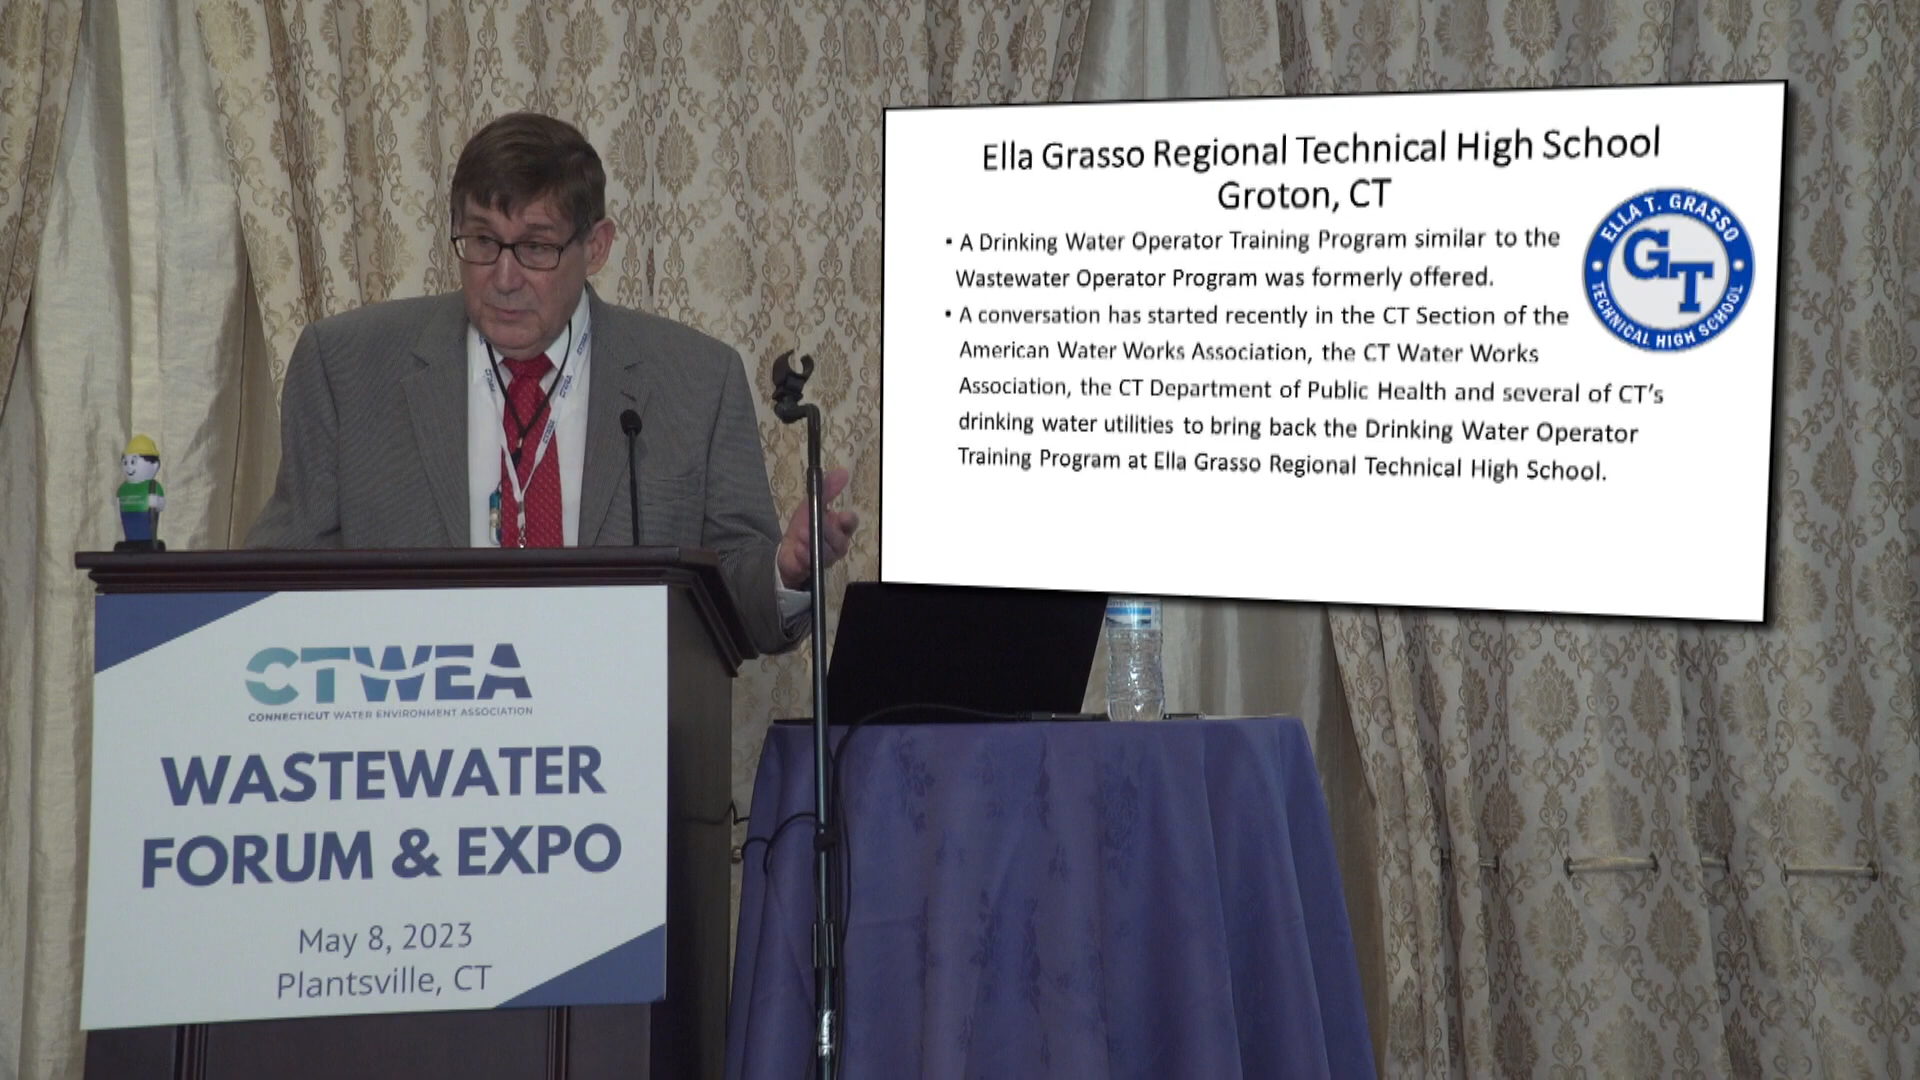 Ella Grasso Regional Technical High School
Groton, CT
• A Drinking Water Operator Training Program similar to the
Wastewater Operator Program was formerly offered.
• A conversation has started recently in the CT Section of the
American Water Works Association, the CT Water Works
Association, the CT Department of Public Health and several of CT's
drinking water utilities to bring back the Drinking Water Operator
Training Program at Ella Grasso Regional Technical High School.
ELLA T. GRASSO
GT
TECHNICAL HIGH SCHOOL
CTWEA
CONNECTICUT WATER ENVIRONMENT ASSOCIATION
WASTEWATER
FORUM & EXPO
May 8, 2023
Plantsville, CT